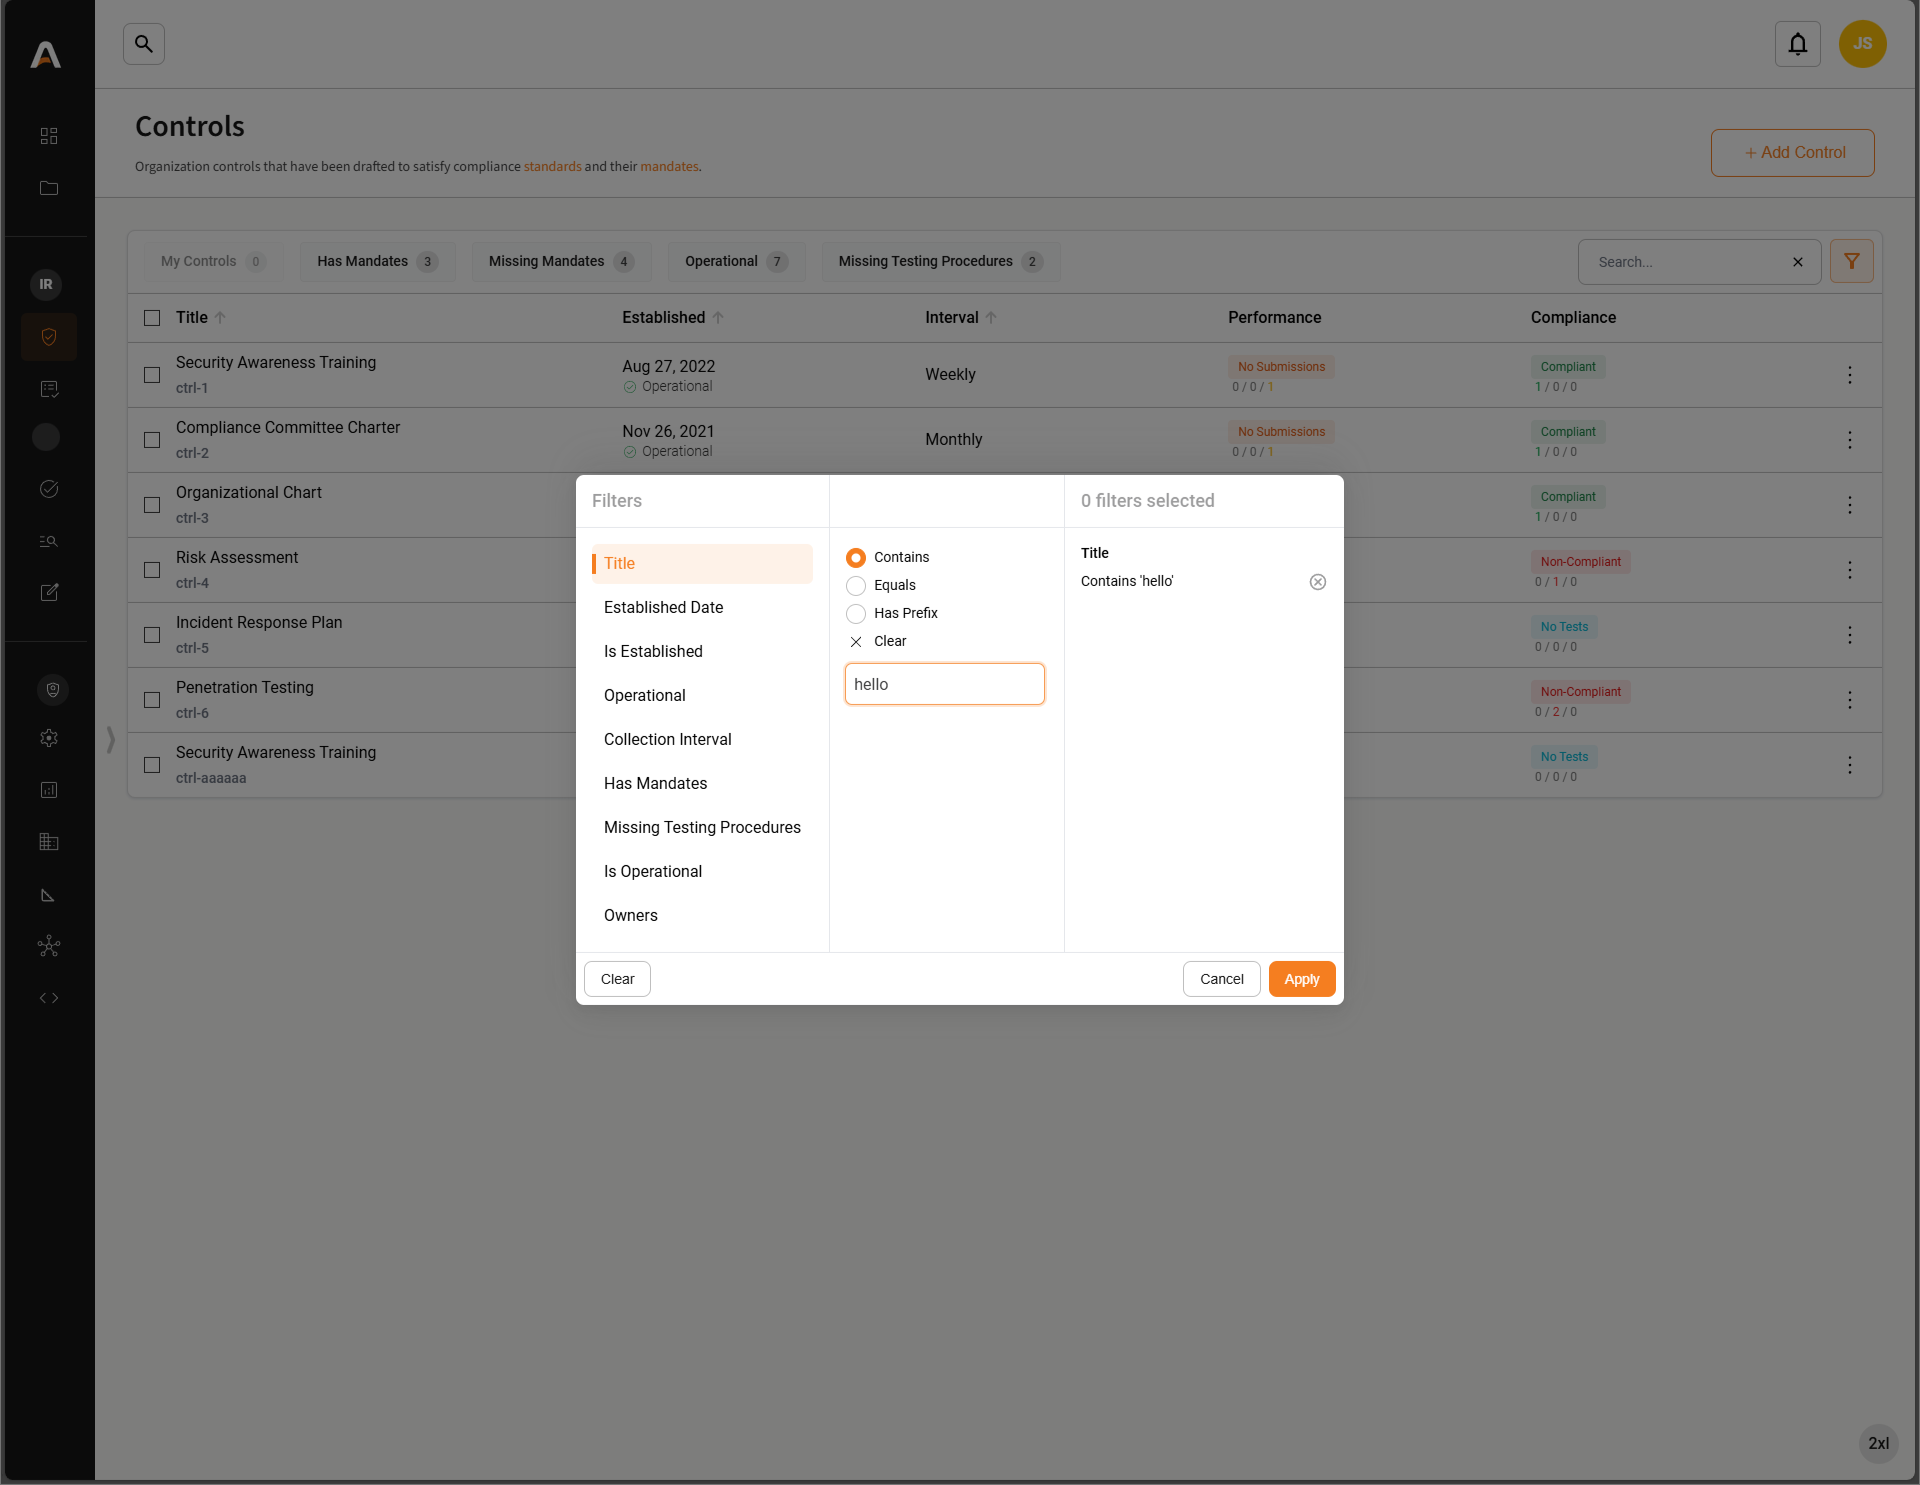 JS
Controls
Organization controls that have been drafted to satisfy compliance standards and their mandates.
+ Add Control
My Controls 0
Has Mandates 3
Missing Mandates 4
Operational 7
Missing Testing Procedures 2
Search...
IR
Title
Established
Interval
Performance
Compliance
Security Awareness Training
ctrl-1
Aug 27, 2022
Operational
Weekly
No Submissions
0 / 0 / 1
Compliant
1 / 0 / 0
Compliance Committee Charter
ctrl-2
Nov 26, 2021
Operational
Monthly
No Submissions
0 / 0 / 1
Compliant
1 / 0 / 0
Organizational Chart
ctrl-3
Compliant
1 / 0 / 0
Risk Assessment
ctrl-4
Non-Compliant
0 / 1 / 0
Incident Response Plan
ctrl-5
No Tests
0 / 0 / 0
Penetration Testing
ctrl-6
Non-Compliant
0 / 2 / 0
Security Awareness Training
ctrl-aaaaaa
No Tests
0 / 0 / 0
Filters
Title
Established Date
Is Established
Operational
Collection Interval
Has Mandates
Missing Testing Procedures
Is Operational
Owners
Contains
Equals
Has Prefix
Clear
hello
0 filters selected
Title
Contains 'hello'
Clear
Cancel
Apply
2xl